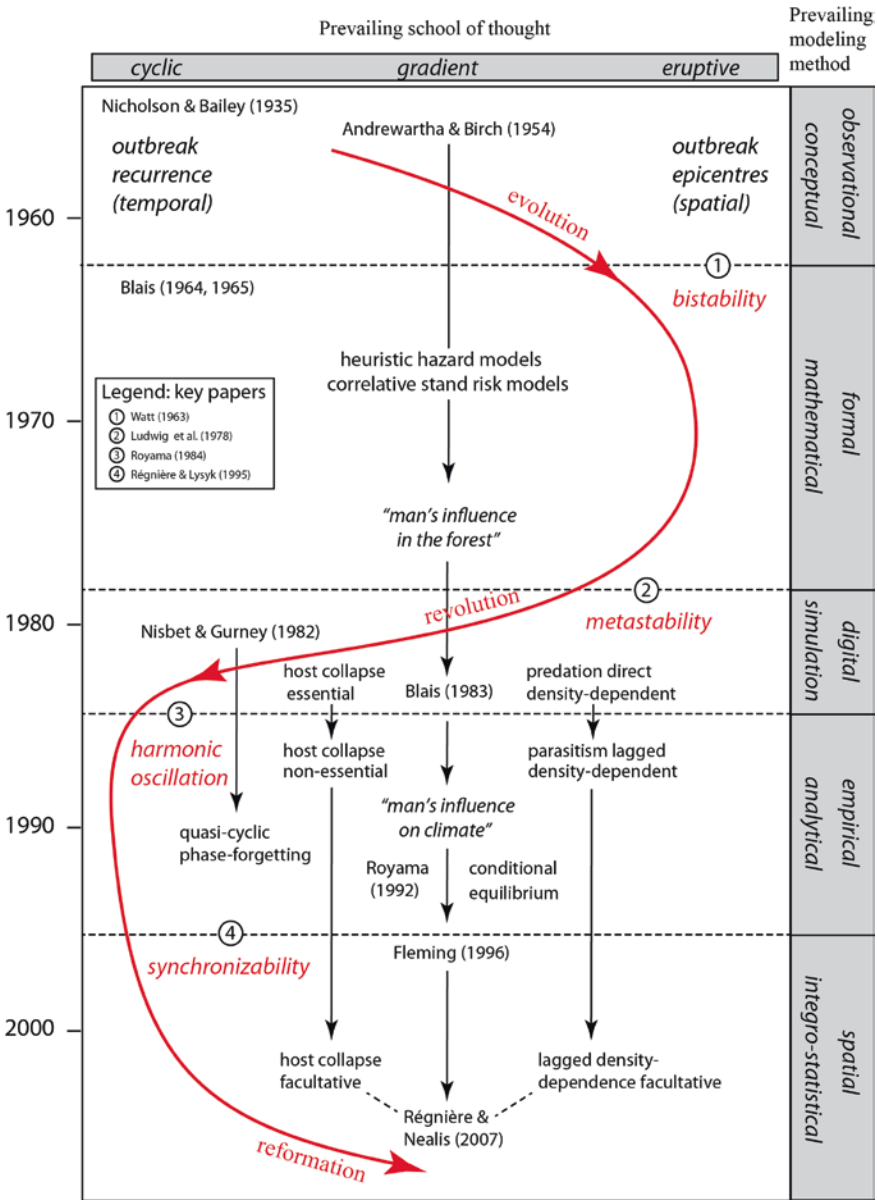 Prevailing school of thought
Prevailing
modeling
method
cyclic
gradient
eruptive
Nicholson & Bailey (1935)
Andrewartha & Birch (1954)
outbreak
recurrence
(temporal)
outbreak
epicentres
(spatial)
observational
conceptual
1960
evolution
1
bistability
Blais (1964, 1965)
heuristic hazard models
correlative stand risk models
formal
mathematical
Legend: key papers
1 Watt (1963)
2 Ludwig et al. (1978)
3 Royama (1984)
4 Régnière & Lysyk (1995)
1970
"man's influence
in the forest"
2
metastability
revolution
1980
Nisbet & Gurney (1982)
digital
simulation
host collapse
essential
Blais (1983)
predation direct
density-dependent
3
harmonic
oscillation
host collapse
non-essential
parasitism lagged
density-dependent
empirical
analytical
"man's influence
on climate"
1990
quasi-cyclic
phase-forgetting
Royama
(1992)
conditional
equilibrium
4
synchronizability
Fleming (1996)
spatial
integro-statistical
2000
host collapse
facultative
lagged density-
dependence facultative
Régnière &
Nealis (2007)
reformation